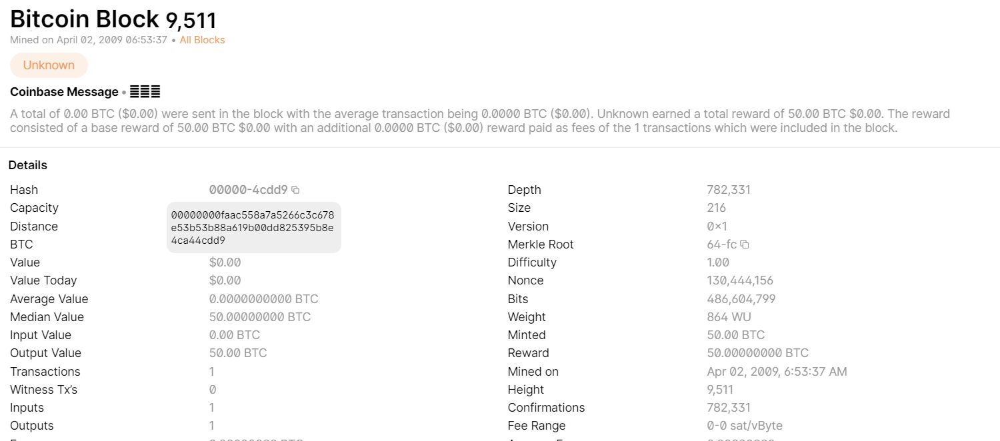 Bitcoin Block 9,511
Mined on April 02, 2009 06:53:37 • All Blocks
Unknown
Coinbase Message •
A total of 0.00 BTC ($0.00) were sent in the block with the average transaction being 0.0000 BTC ($0.00). Unknown earned a total reward of 50.00 BTC $0.00. The reward
consisted of a base reward of 50.00 BTC $0.00 with an additional 0.0000 BTC ($0.00) reward paid as fees of the 1 transactions which were included in the block.
Details
Hash 00000-4cdd9
Capacity
Distance
BTC
00000000faac558a7a5266c3c678
e53b53b88a619b00dd825395b8e
4ca44cdd9
Value $0.00
Value Today $0.00
Average Value 0.0000000000 BTC
Median Value 50.00000000 BTC
Input Value 0.00 BTC
Output Value 50.00 BTC
Transactions 1
Witness Tx's 0
Inputs 1
Outputs 1
Depth 782,331
Size 216
Version 0×1
Merkle Root 64-fc
Difficulty 1.00
Nonce 130,444,156
Bits 486,604,799
Weight 864 WU
Minted 50.00 BTC
Reward 50.00000000 BTC
Mined on Apr 02, 2009, 6:53:37 AM
Height 9,511
Confirmations 782,331
Fee Range 0-0 sat/vByte